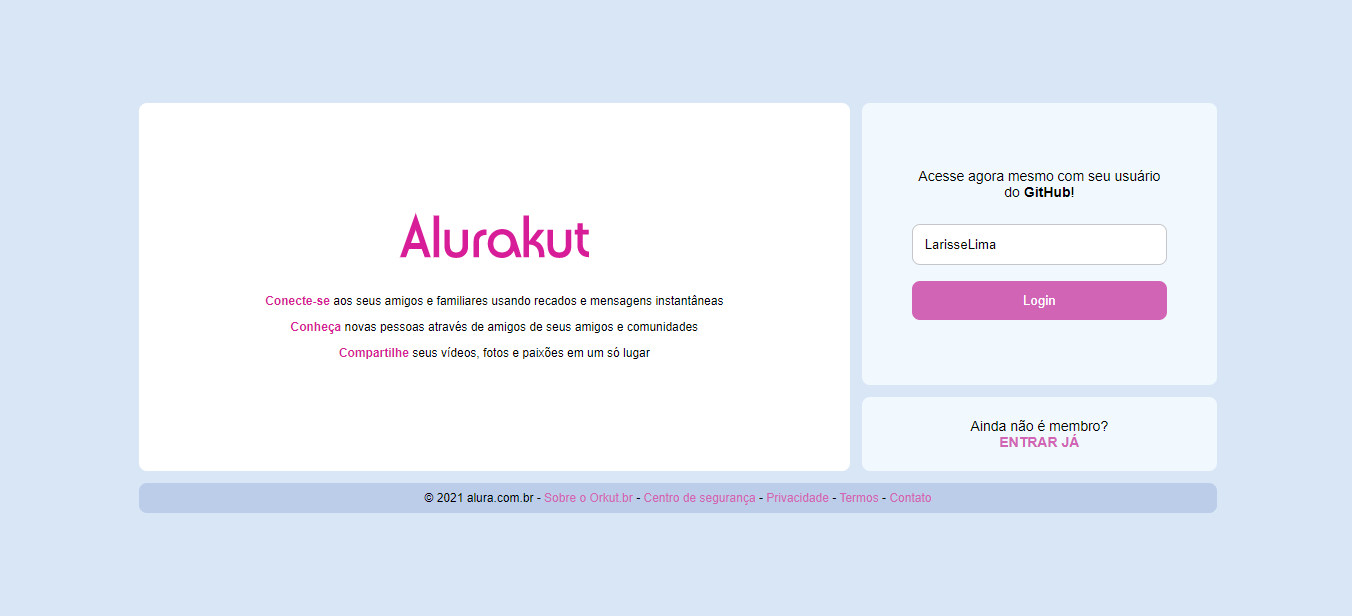 Alurakut
Conecte-se aos seus amigos e familiares usando recados e mensagens instantâneas
Conheça novas pessoas através de amigos de seus amigos e comunidades
Compartilhe seus vídeos, fotos e paixões em um só lugar
Acesse agora mesmo com seu usuário
do GitHub!
LarisseLima
Login
Ainda não é membro?
ENTRAR JÁ
© 2021 alura.com.br - Sobre o Orkut.br - Centro de segurança - Privacidade - Termos - Contato